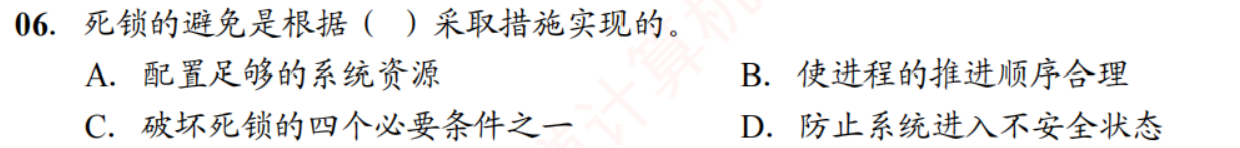 06. 死锁的避免是根据（ ）采取措施实现的。
A. 配置足够的系统资源 B. 使进程的推进顺序合理
C. 破坏死锁的四个必要条件之一 D. 防止系统进入不安全状态